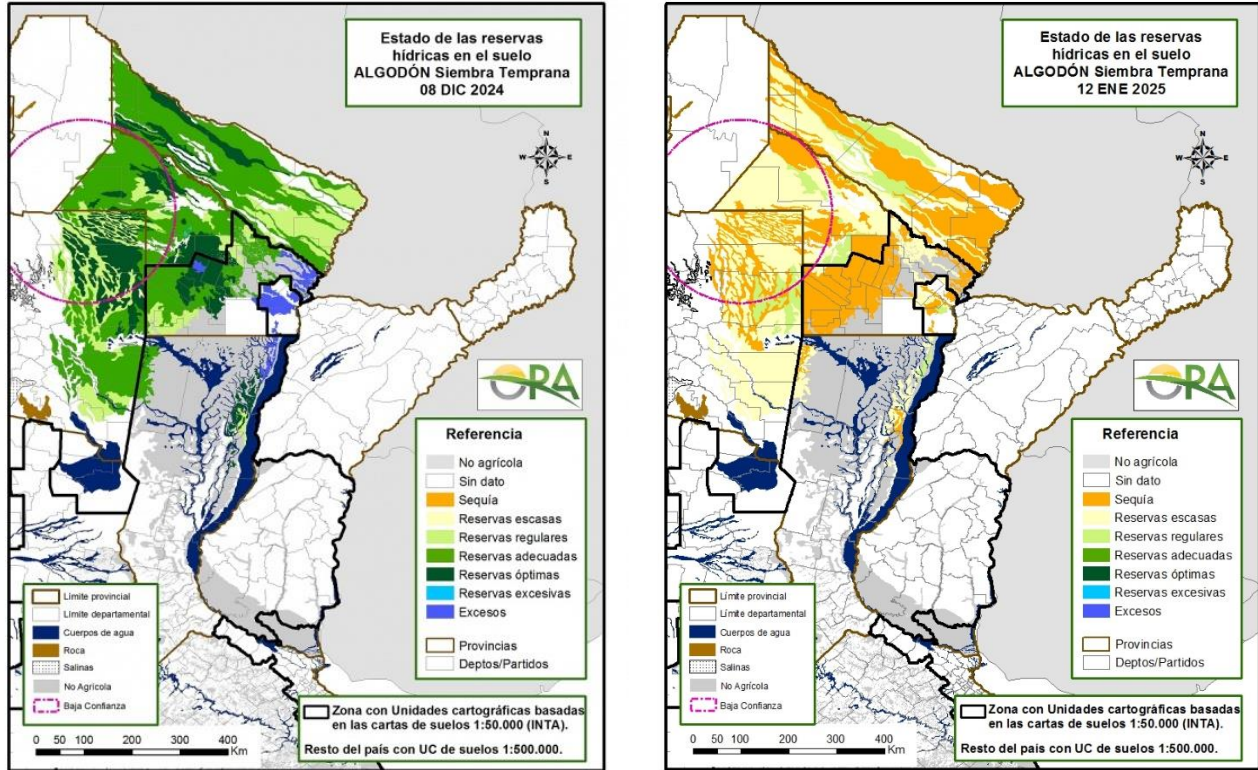 Estado de las reservas
hídricas en el suelo
ALGODÓN Siembra Temprana
08 DIC 2024
N
W E
S
ORA
Referencia
No agrícola
Sin dato
Sequía
Reservas escasas
Reservas regulares
Reservas adecuadas
Reservas óptimas
Reservas excesivas
Excesos
Provincias
Deptos/Partidos
Límite provincial
Límite departamental
Cuerpos de agua
Roca
Salinas
No Agrícola
Baja Confianza
Zona con Unidades cartográficas basadas
en las cartas de suelos 1:50.000 (INTA).
Resto del país con UC de suelos 1:500.000.
0 50 100 200 300 400
Km
Estado de las reservas
hídricas en el suelo
ALGODÓN Siembra Temprana
12 ENE 2025
N
W E
S
ORA
Referencia
No agrícola
Sin dato
Sequía
Reservas escasas
Reservas regulares
Reservas adecuadas
Reservas óptimas
Reservas excesivas
Excesos
Provincias
Deptos/Partidos
Límite provincial
Límite departamental
Cuerpos de agua
Roca
Salinas
No Agrícola
Baja Confianza
Zona con Unidades cartográficas basadas
en las cartas de suelos 1:50.000 (INTA).
Resto del país con UC de suelos 1:500.000.
0 50 100 200 300 400
Km